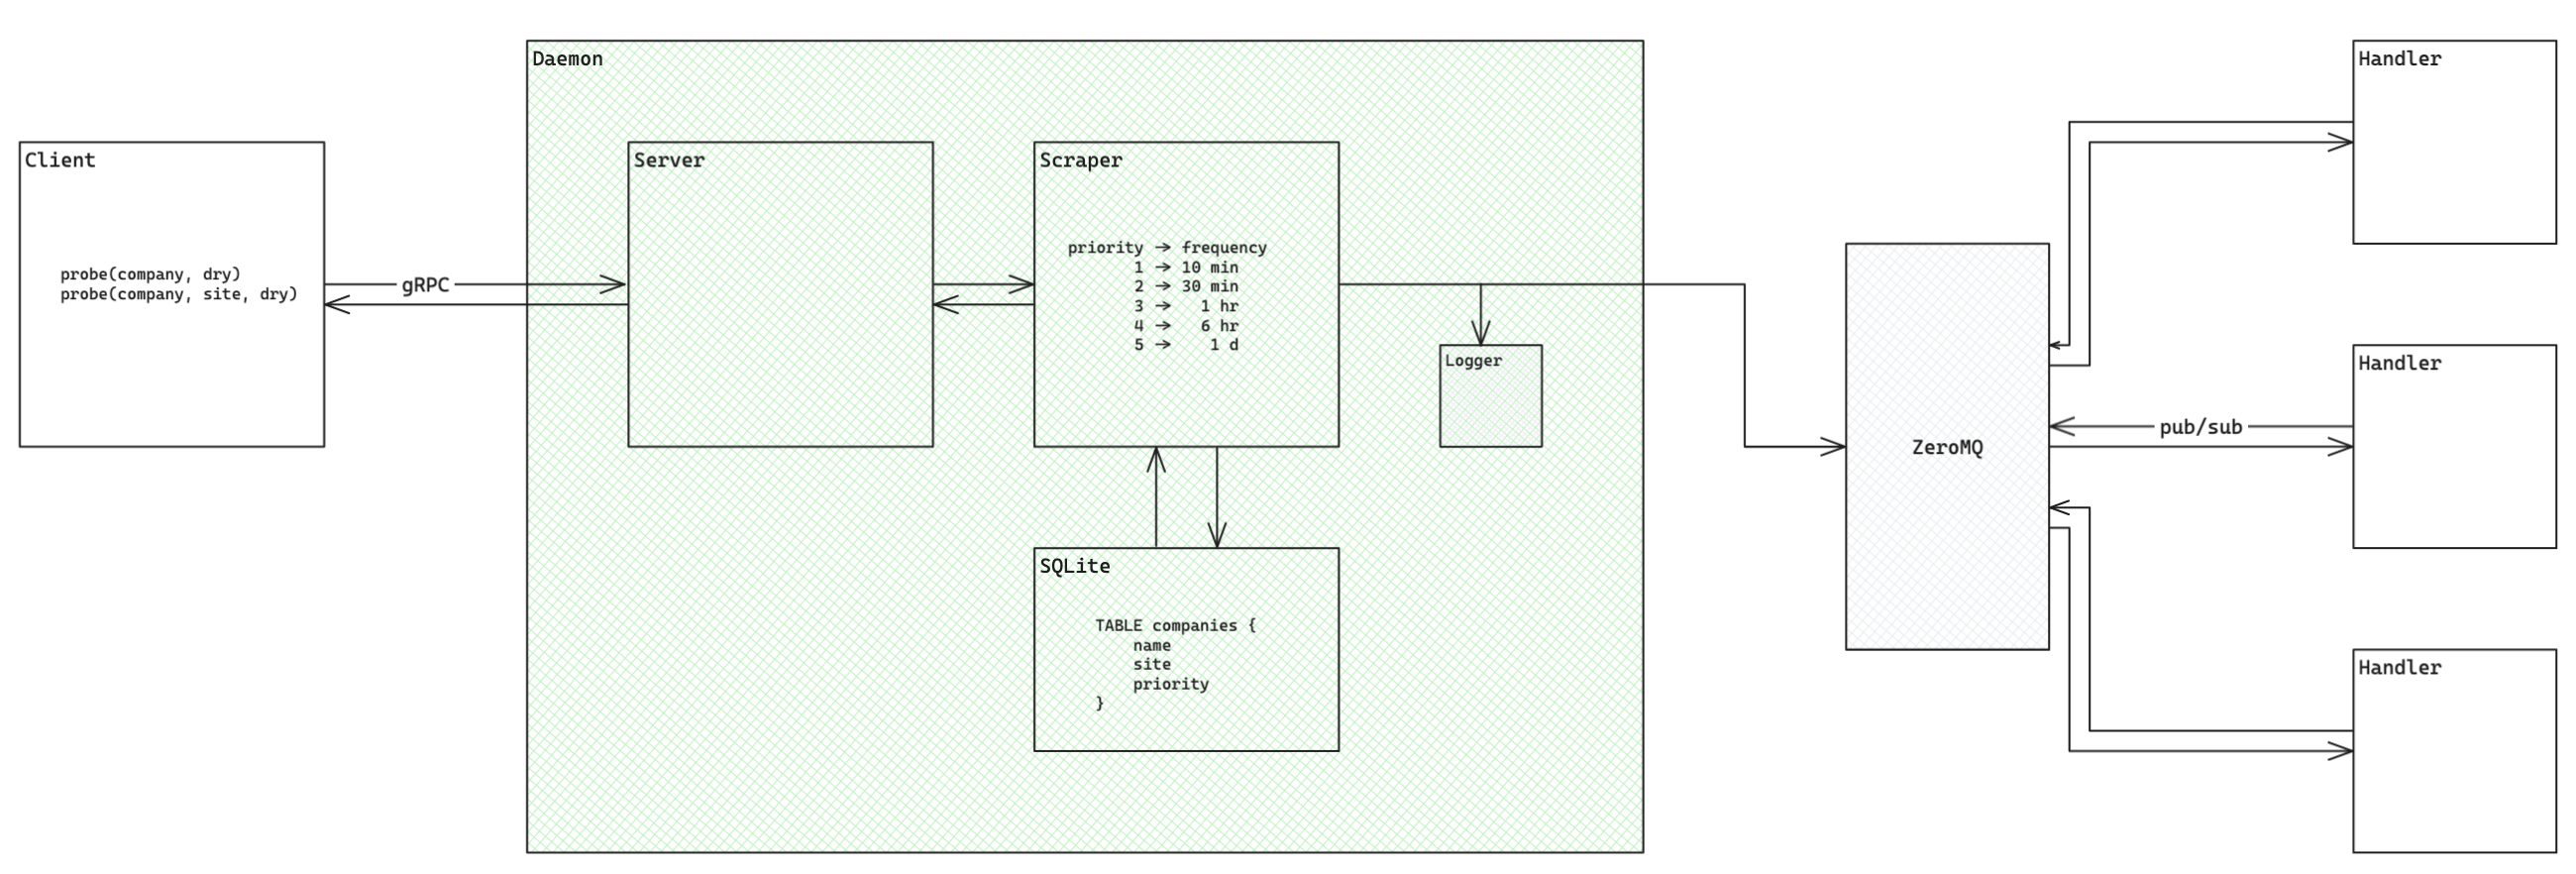 Daemon
Handler
Client
Server
Scraper
probe(company, dry)
probe(company, site, dry)
gRPC
priority → frequency
1 → 10 min
2 → 30 min
3 → 1 hr
4 → 6 hr
5 → 1 d
Logger
Handler
pub/sub
ZeroMQ
SQLite
TABLE companies {
name
site
priority
}
Handler